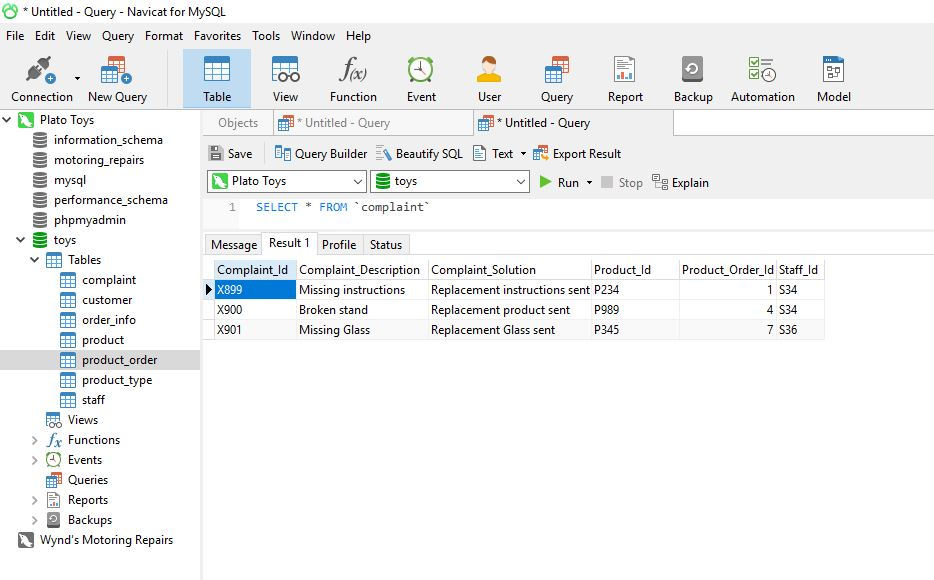 * Untitled - Query - Navicat for MySQL
File Edit View Query Format Favorites Tools Window Help
Connection New Query Table View Function Event User Query Report Backup Automation Model
f(x)
Plato Toys
information_schema
motoring_repairs
mysql
performance_schema
phpmyadmin
toys
Tables
complaint
customer
order_info
product
product_order
product_type
staff
Views
fx Functions
Events
Queries
Reports
Backups
Wynd's Motoring Repairs
Objects * Untitled - Query * Untitled - Query
Save Query Builder Beautify SQL Text Export Result
Plato Toys toys Run Stop Explain
1 SELECT * FROM `complaint`
Message Result 1 Profile Status
Complaint_Id Complaint_Description Complaint_Solution Product_Id Product_Order_Id Staff_Id
X899 Missing instructions Replacement instructions sent P234 1 S34
X900 Broken stand Replacement product sent P989 4 S34
X901 Missing Glass Replacement Glass sent P345 7 S36